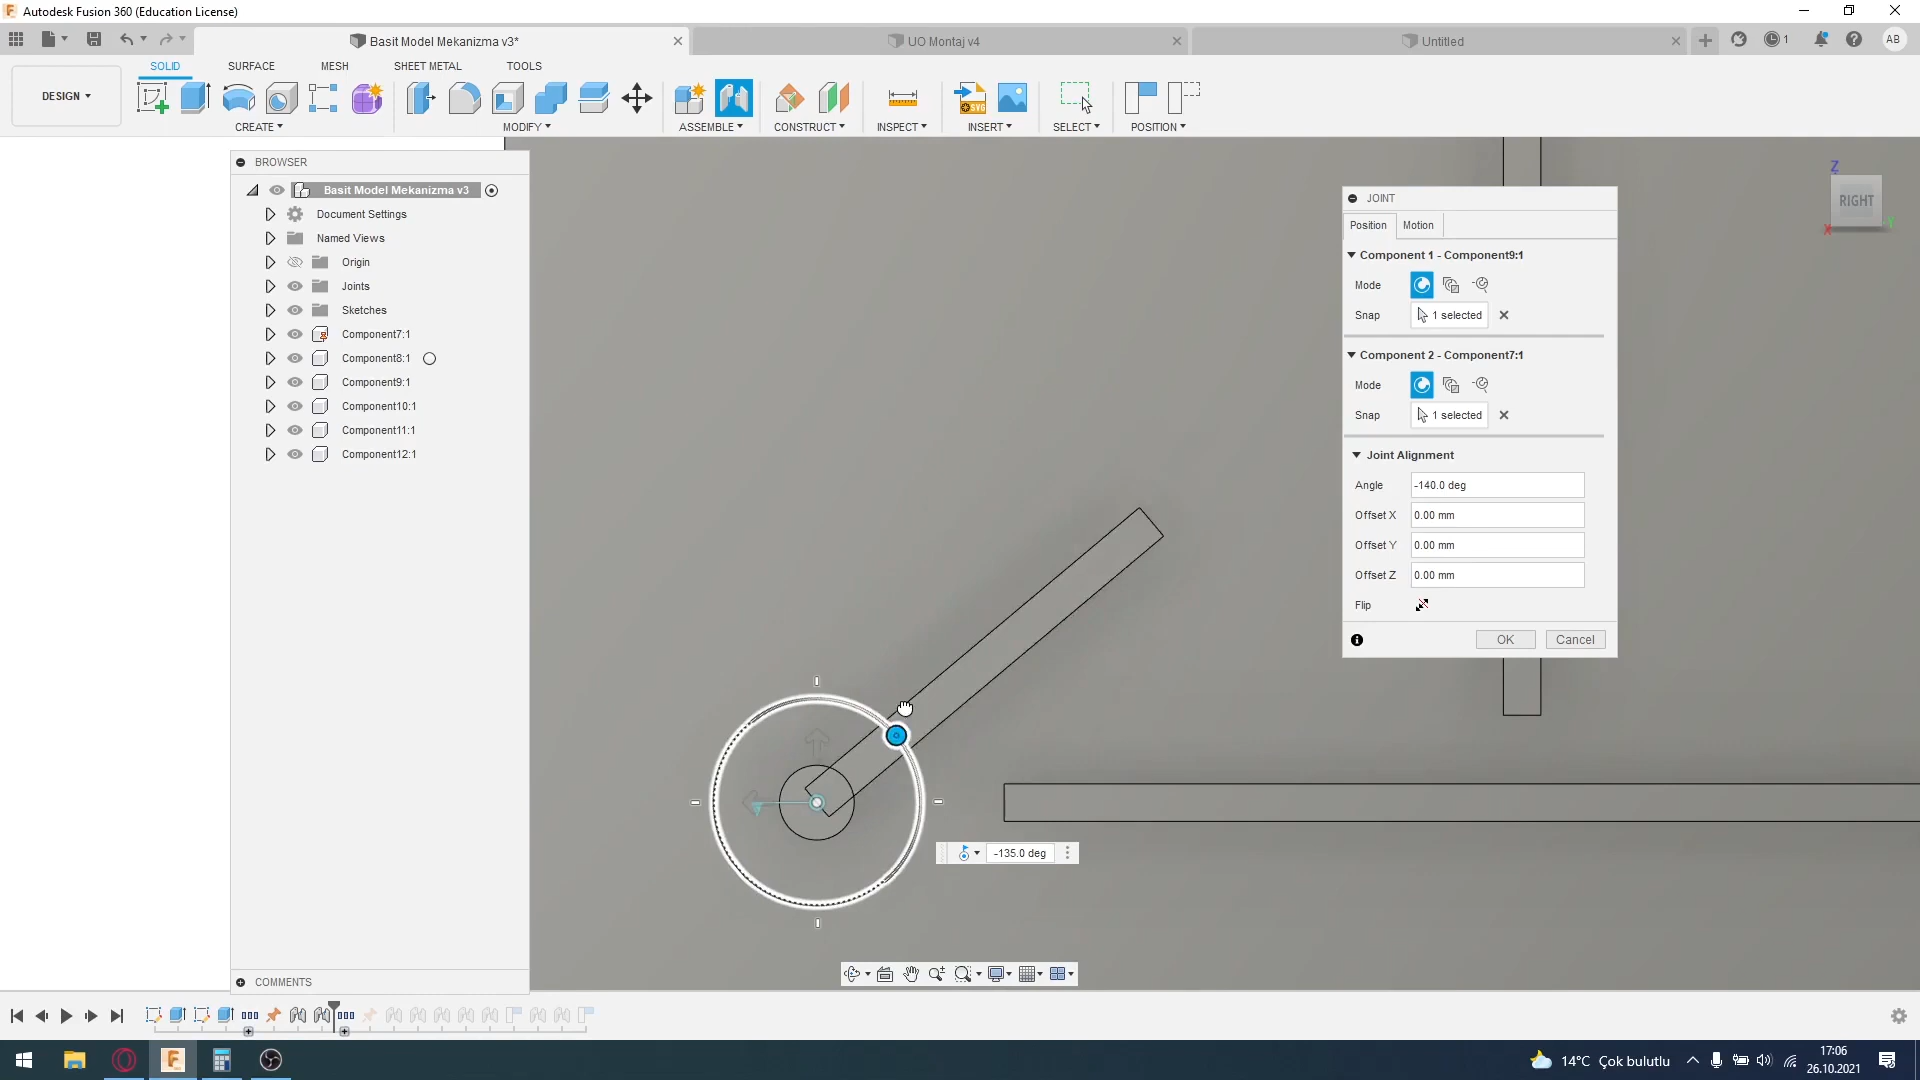 Autodesk Fusion 360 (Education License)
Basit Model Mekanizma v3*
UO Montaj v4
Untitled
1
AB
SOLID
SURFACE
MESH
SHEET METAL
TOOLS
DESIGN
CREATE
MODIFY
ASSEMBLE
CONSTRUCT
INSPECT
INSERT
SELECT
POSITION
SVG
BROWSER
Basit Model Mekanizma v3
Document Settings
Named Views
Origin
Joints
Sketches
Component7:1
Component8:1
Component9:1
Component10:1
Component11:1
Component12:1
COMMENTS
Z
RIGHT
X
Y
JOINT
Position
Motion
Component 1 - Component9:1
Mode
Snap
1 selected
Component 2 - Component7:1
Mode
Snap
1 selected
Joint Alignment
Angle
-140.0 deg
Offset X
0.00 mm
Offset Y
0.00 mm
Offset Z
0.00 mm
Flip
OK
Cancel
-135.0 deg
14°C Çok bulutlu
17:06
26.10.2021